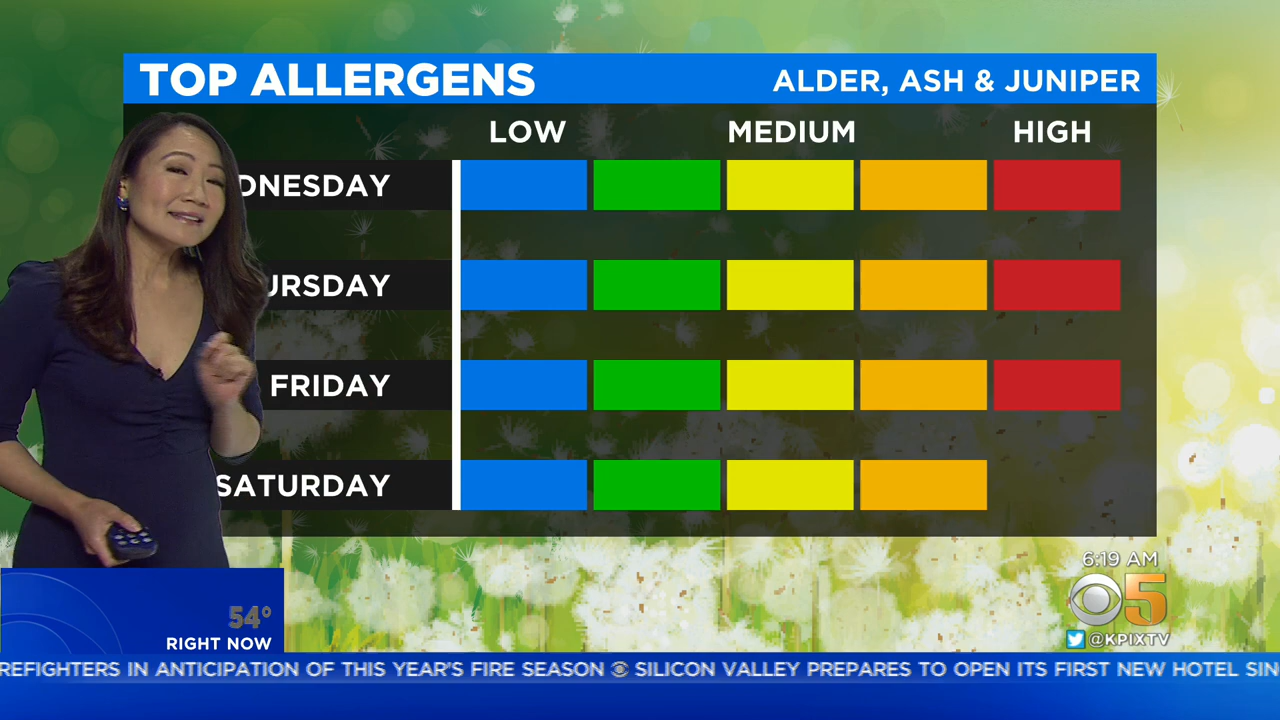 TOP ALLERGENS
ALDER, ASH & JUNIPER
LOW MEDIUM HIGH
DNESDAY
URSDAY
FRIDAY
SATURDAY
6:19 AM
5
@KPIXTV
54°
RIGHT NOW
REFIGHTERS IN ANTICIPATION OF THIS YEAR'S FIRE SEASON SILICON VALLEY PREPARES TO OPEN ITS FIRST NEW HOTEL SIN